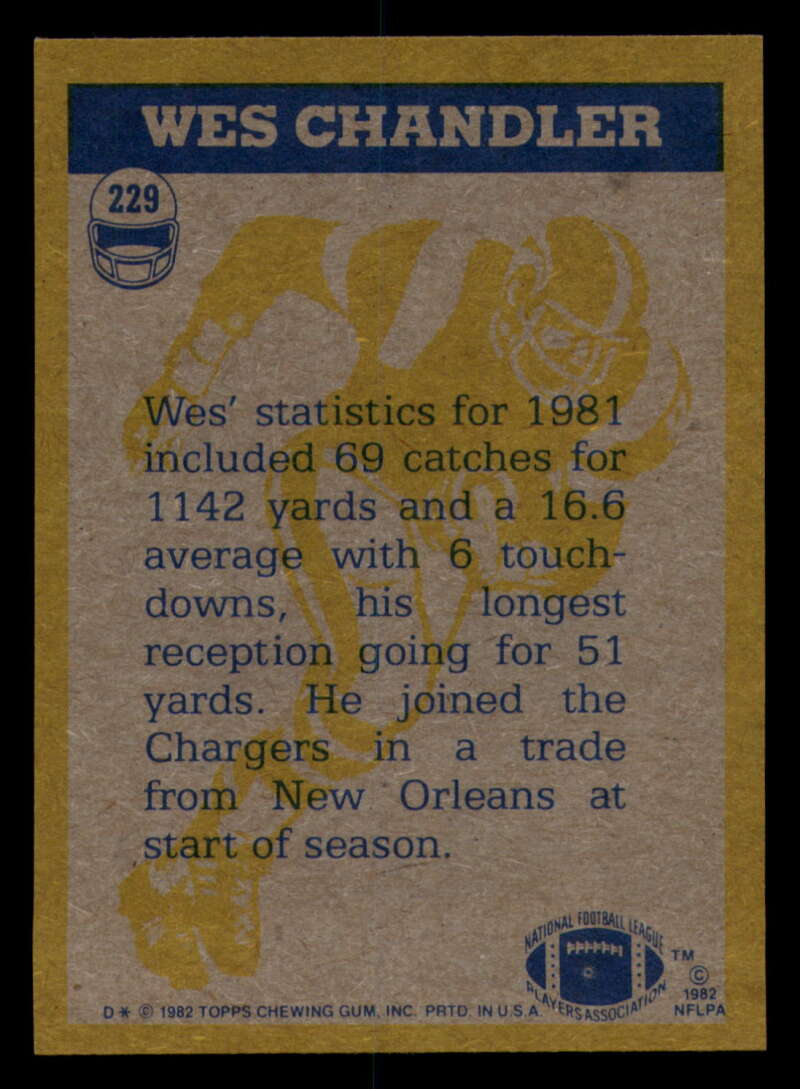 WES CHANDLER
229
Wes' statistics for 1981
included 69 catches for
1142 yards and a 16.6
average with 6 touch-
downs, his longest
reception going for 51
yards. He joined the
Chargers in a trade
from New Orleans at
start of season.
NATIONAL FOOTBALL LEAGUE
PLAYERS ASSOCIATION
TM
©
1982
NFLPA
D * © 1982 TOPPS CHEWING GUM, INC. PRTD. IN U.S.A.